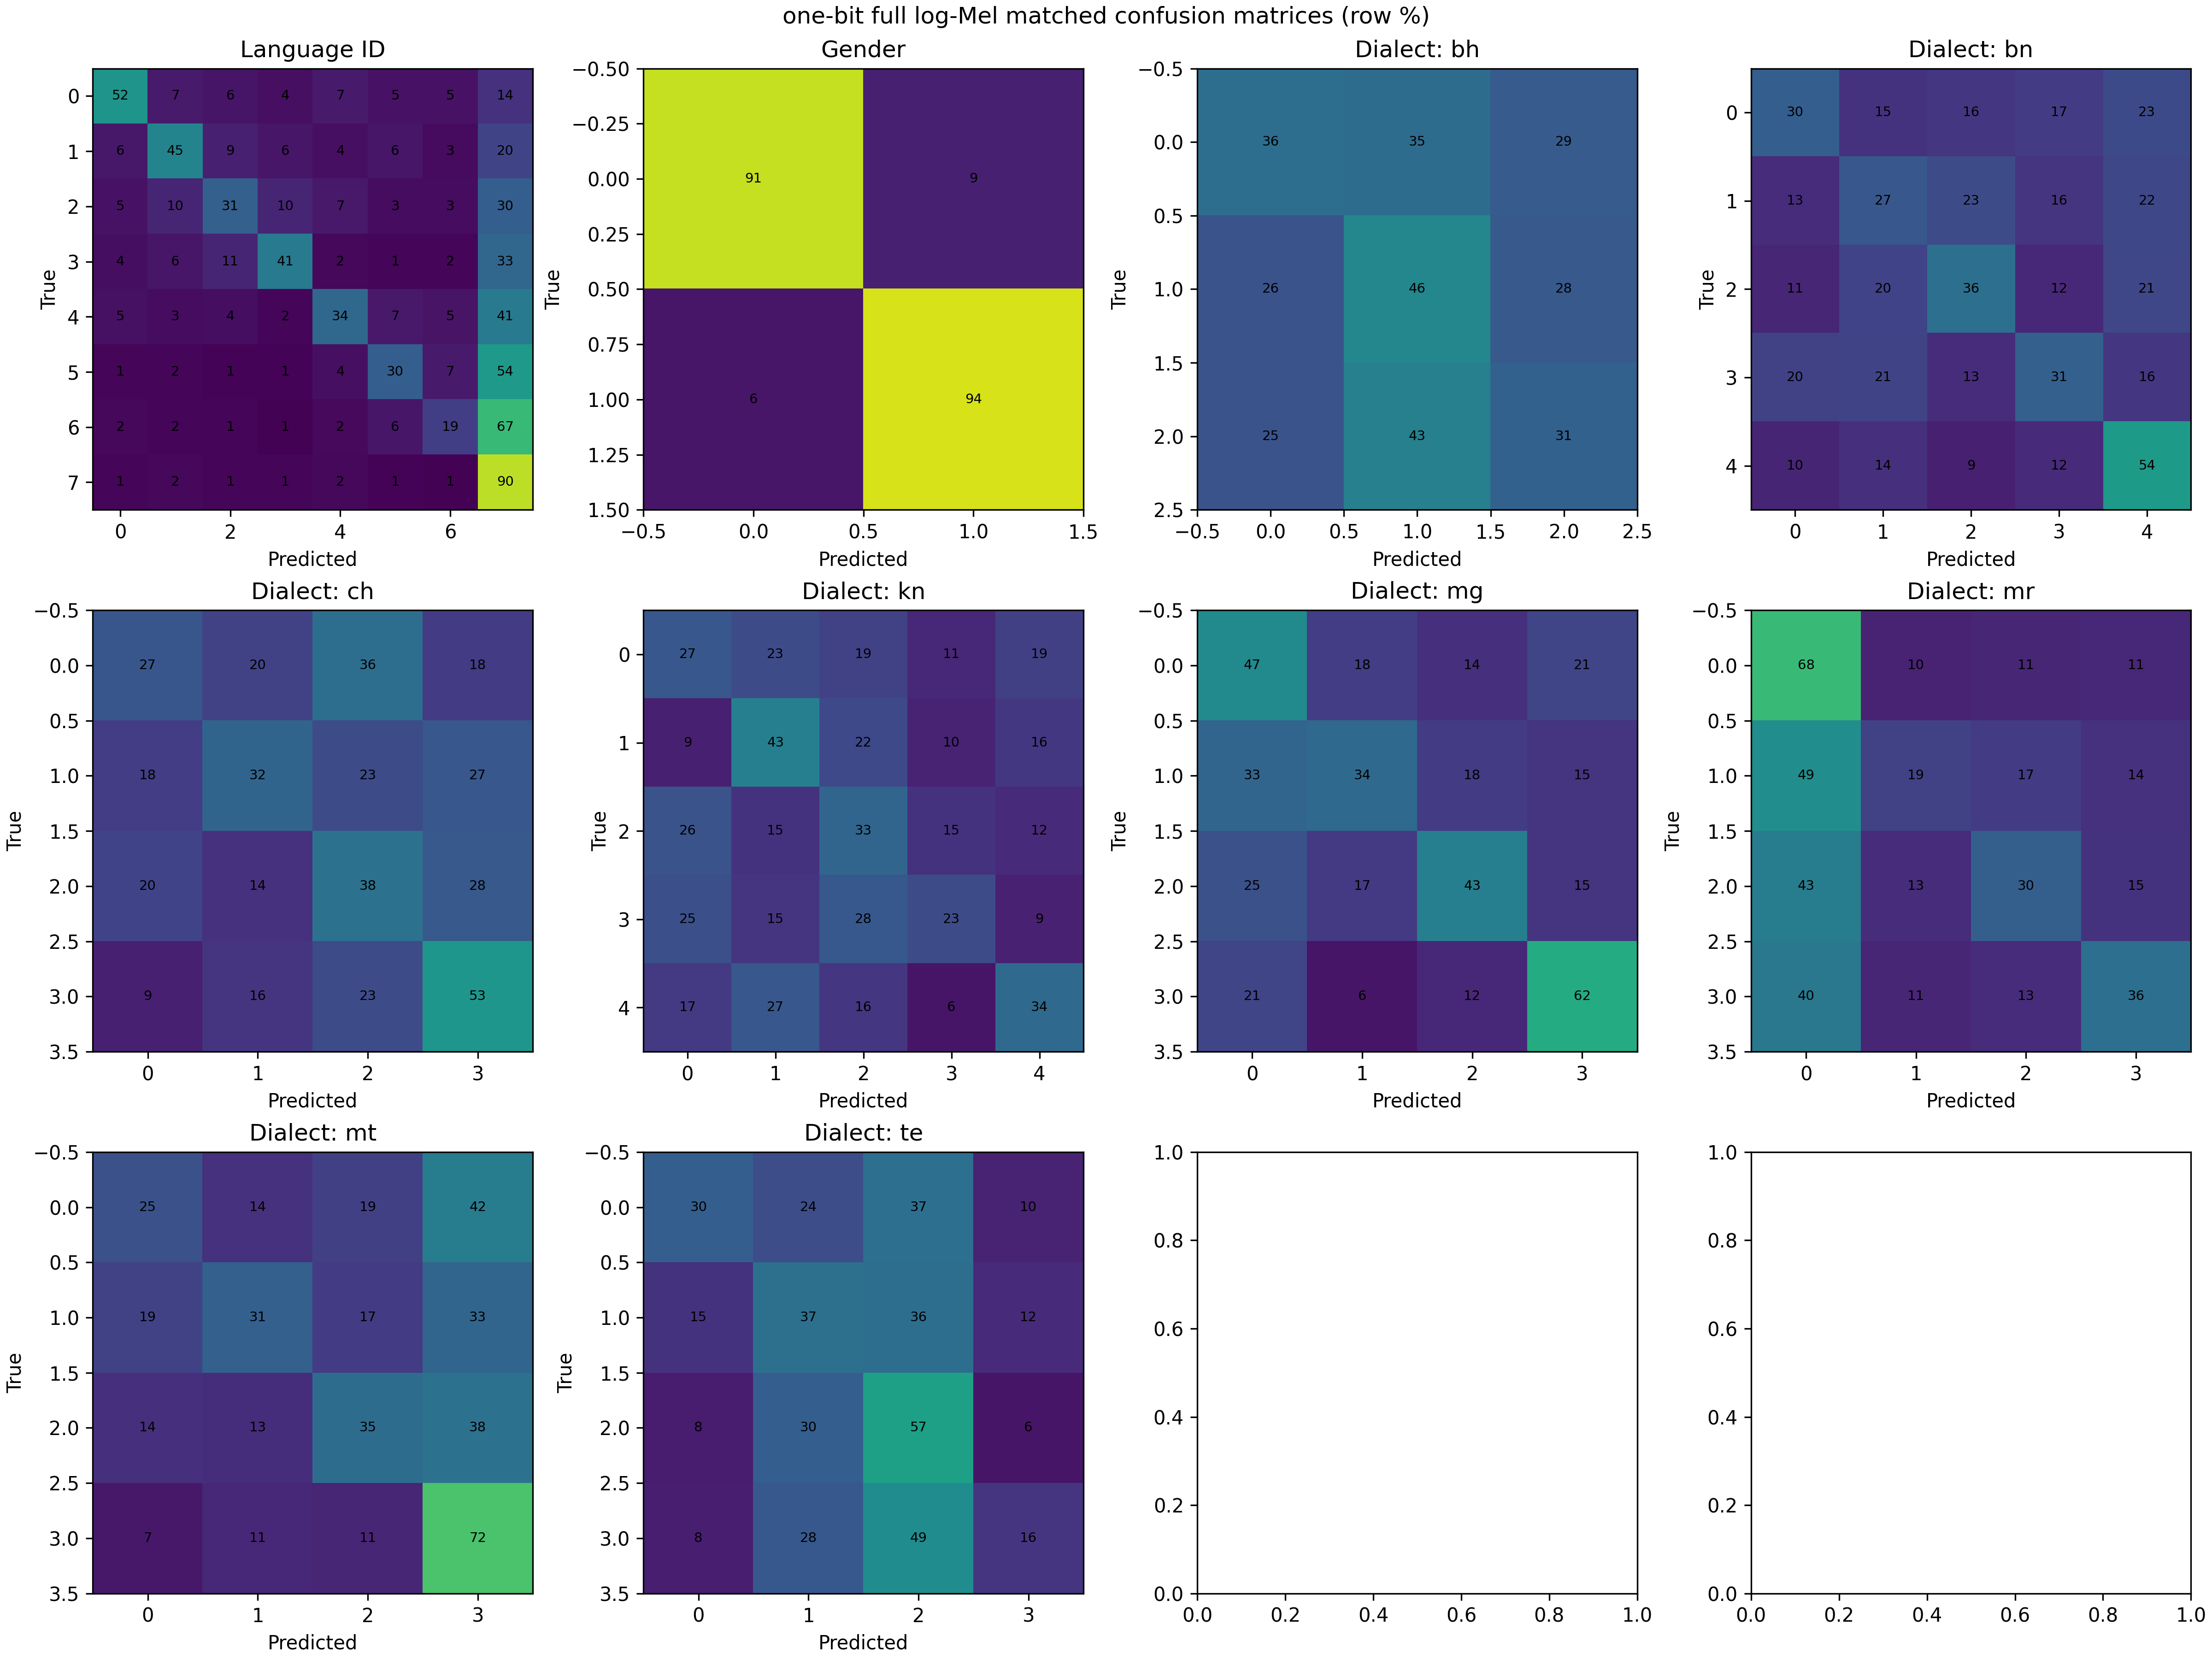 one-bit full log-Mel matched confusion matrices (row %)
Language ID
0 52 7 6 4 7 5 5 14
1 6 45 9 6 4 6 3 20
2 5 10 31 10 7 3 3 30
3 4 6 11 41 2 1 2 33
4 5 3 4 2 34 7 5 41
5 1 2 1 1 4 30 7 54
6 2 2 1 1 2 6 19 67
7 1 2 1 1 2 1 1 90
0 2 4 6
True
Predicted
Gender
−0.50
−0.25
0.00 91 9
0.25
0.50
0.75
1.00 6 94
1.25
1.50
−0.5 0.0 0.5 1.0 1.5
True
Predicted
Dialect: bh
−0.5
0.0 36 35 29
0.5
1.0 26 46 28
1.5
2.0 25 43 31
2.5
−0.5 0.0 0.5 1.0 1.5 2.0 2.5
True
Predicted
Dialect: bn
0 30 15 16 17 23
1 13 27 23 16 22
2 11 20 36 12 21
3 20 21 13 31 16
4 10 14 9 12 54
0 1 2 3 4
True
Predicted
Dialect: ch
−0.5
0.0 27 20 36 18
0.5
1.0 18 32 23 27
1.5
2.0 20 14 38 28
2.5
3.0 9 16 23 53
3.5
0 1 2 3
True
Predicted
Dialect: kn
0 27 23 19 11 19
1 9 43 22 10 16
2 26 15 33 15 12
3 25 15 28 23 9
4 17 27 16 6 34
0 1 2 3 4
True
Predicted
Dialect: mg
−0.5
0.0 47 18 14 21
0.5
1.0 33 34 18 15
1.5
2.0 25 17 43 15
2.5
3.0 21 6 12 62
3.5
0 1 2 3
True
Predicted
Dialect: mr
−0.5
0.0 68 10 11 11
0.5
1.0 49 19 17 14
1.5
2.0 43 13 30 15
2.5
3.0 40 11 13 36
3.5
0 1 2 3
True
Predicted
Dialect: mt
−0.5
0.0 25 14 19 42
0.5
1.0 19 31 17 33
1.5
2.0 14 13 35 38
2.5
3.0 7 11 11 72
3.5
0 1 2 3
True
Predicted
Dialect: te
−0.5
0.0 30 24 37 10
0.5
1.0 15 37 36 12
1.5
2.0 8 30 57 6
2.5
3.0 8 28 49 16
3.5
0 1 2 3
True
Predicted
1.0
0.8
0.6
0.4
0.2
0.0
0.0 0.2 0.4 0.6 0.8 1.0
1.0
0.8
0.6
0.4
0.2
0.0
0.0 0.2 0.4 0.6 0.8 1.0